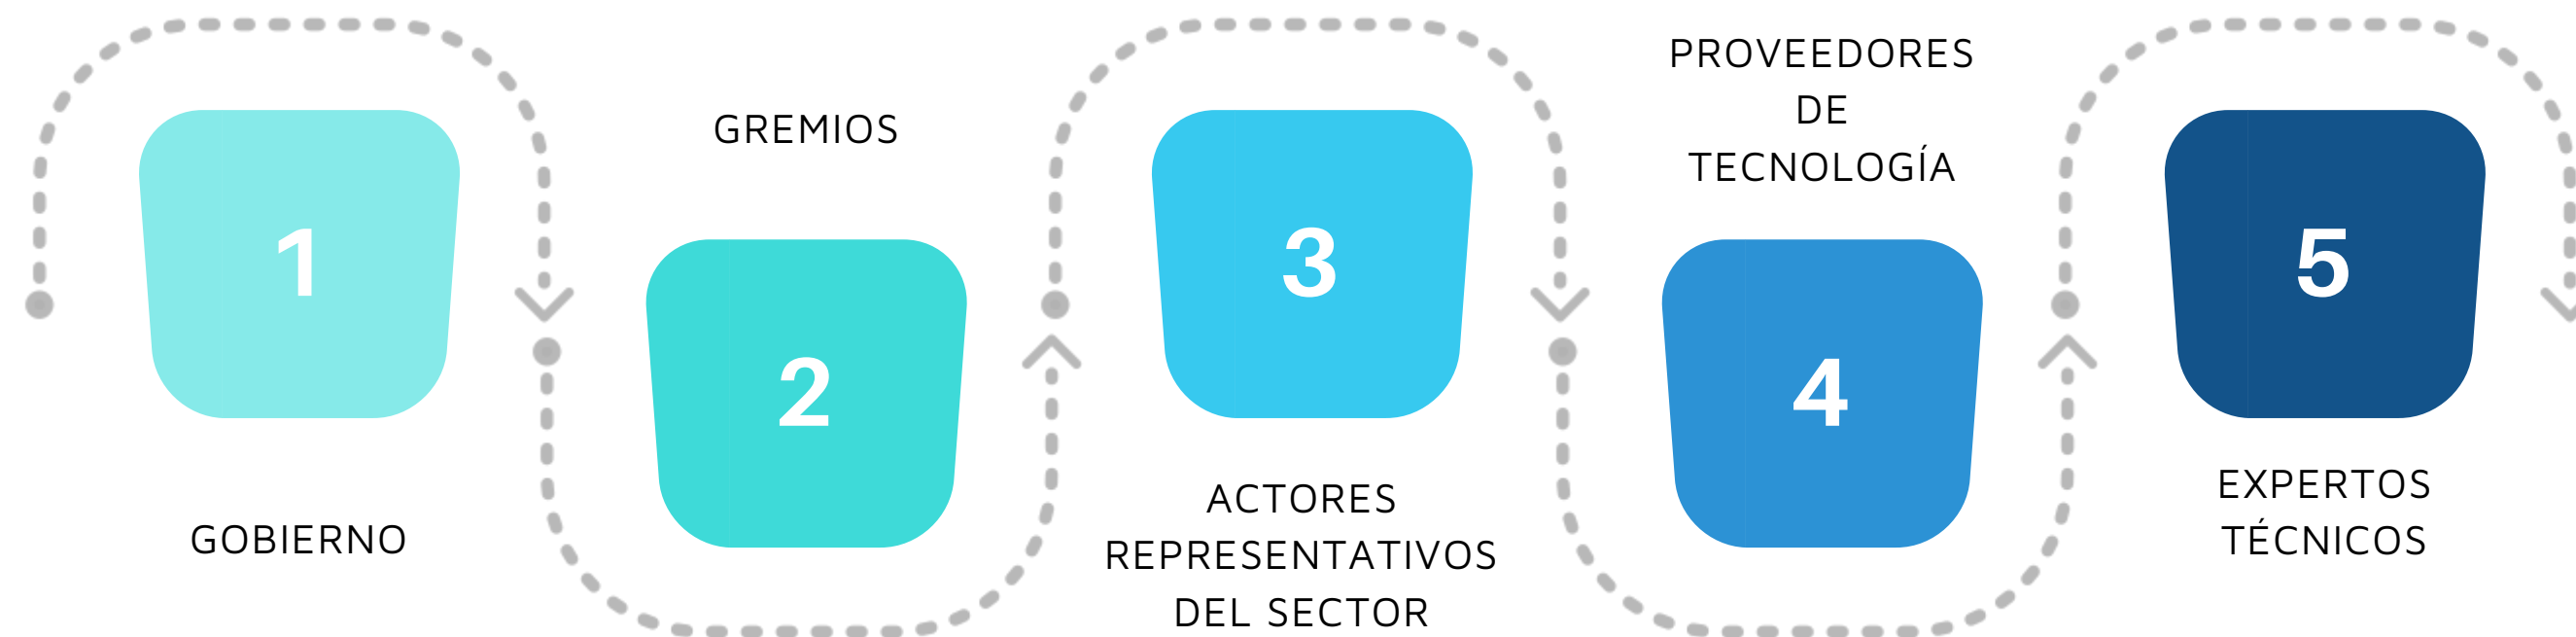 1
GOBIERNO
GREMIOS
2
3
ACTORES
REPRESENTATIVOS
DEL SECTOR
PROVEEDORES
DE
TECNOLOGÍA
4
5
EXPERTOS
TÉCNICOS